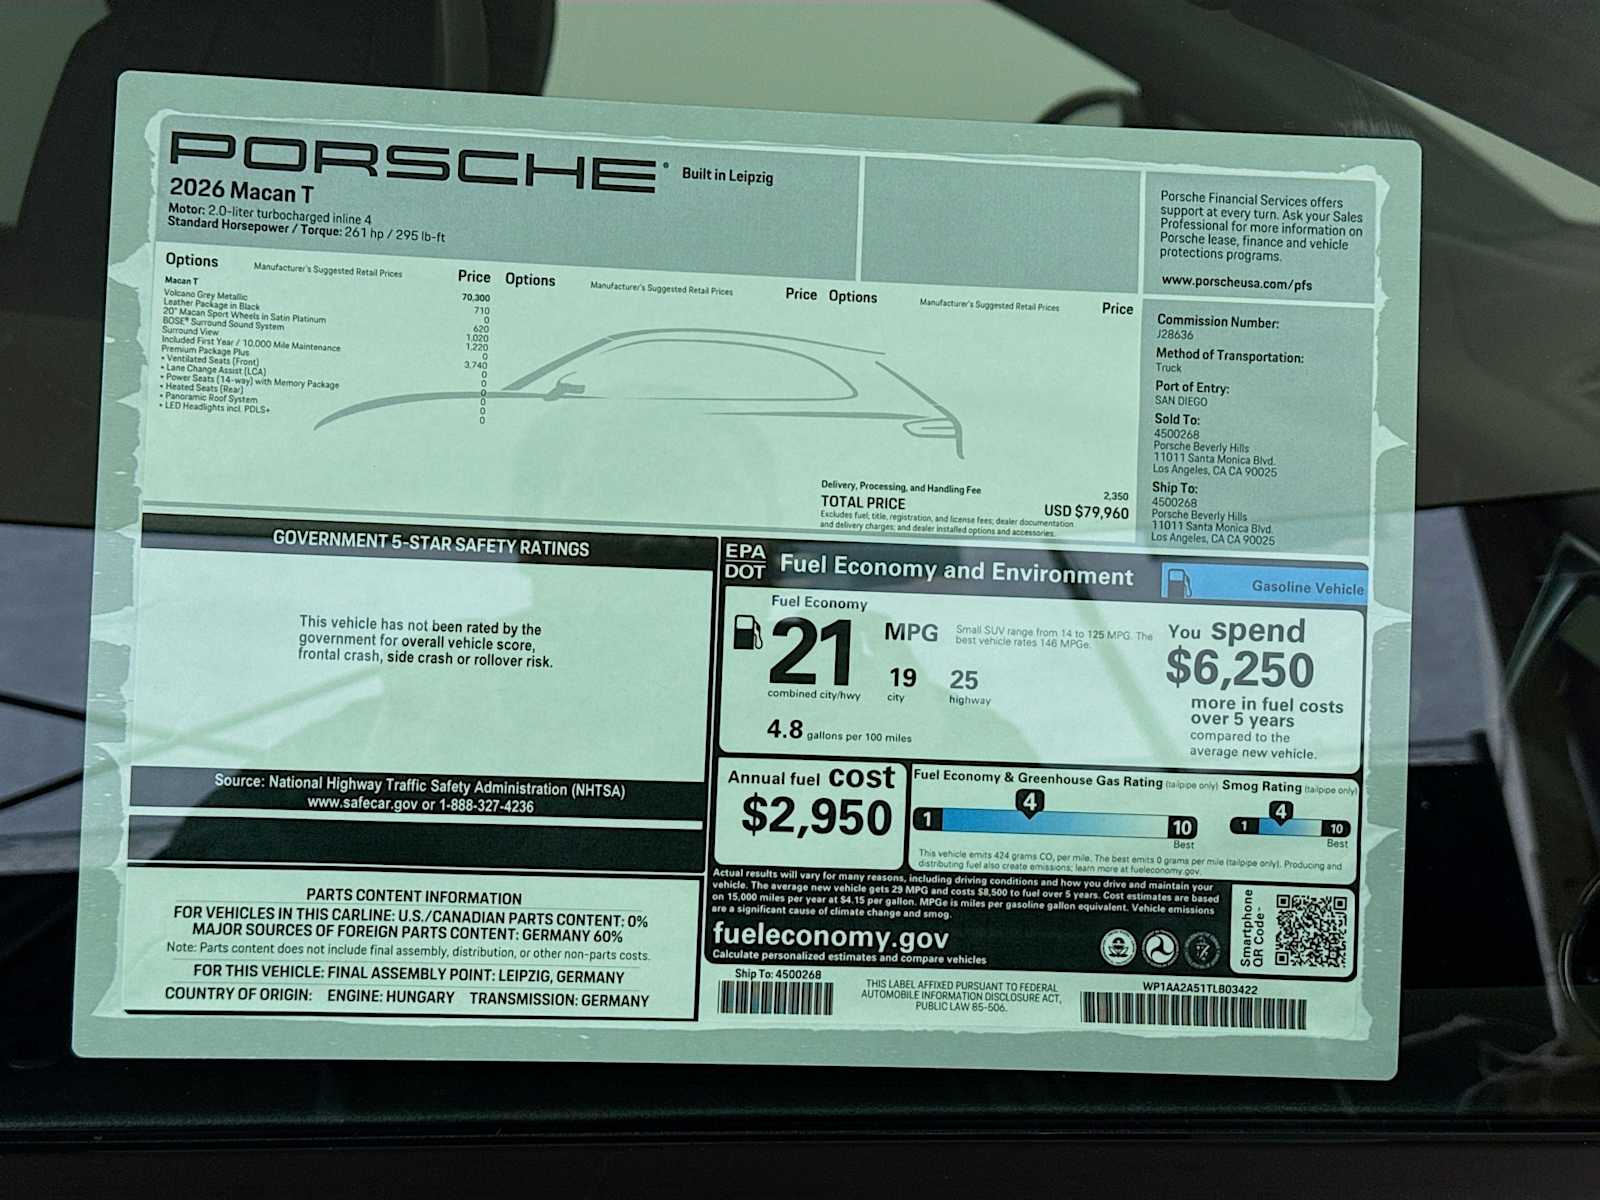 PORSCHE® Built in Leipzig
2026 Macan T
Motor: 2.0-liter turbocharged inline 4
Standard Horsepower / Torque: 261 hp / 295 lb-ft
Options Manufacturer's Suggested Retail Prices Price
Macan T 70,300
Volcano Grey Metallic 710
Leather Package in Black 0
20" Macan Sport Wheels in Satin Platinum 620
BOSE® Surround Sound System 1,020
Surround View 1,220
Included First Year / 10,000 Mile Maintenance 0
Premium Package Plus 3,740
• Ventilated Seats (Front) 0
• Lane Change Assist (LCA) 0
• Power Seats (14-way) with Memory Package 0
• Heated Seats (Rear) 0
• Panoramic Roof System 0
• LED Headlights incl. PDLS+ 0
Options Manufacturer's Suggested Retail Prices Price
Options Manufacturer's Suggested Retail Prices Price
Delivery, Processing, and Handling Fee 2,350
TOTAL PRICE USD $79,960
Excludes fuel, title, registration, and license fees; dealer documentation
and delivery charges; and dealer installed options and accessories.
Porsche Financial Services offers
support at every turn. Ask your Sales
Professional for more information on
Porsche lease, finance and vehicle
protections programs.
www.porscheusa.com/pfs
Commission Number:
J28636
Method of Transportation:
Truck
Port of Entry:
SAN DIEGO
Sold To:
4500268
Porsche Beverly Hills
11011 Santa Monica Blvd.
Los Angeles, CA CA 90025
Ship To:
4500268
Porsche Beverly Hills
11011 Santa Monica Blvd.
Los Angeles, CA CA 90025
GOVERNMENT 5-STAR SAFETY RATINGS
This vehicle has not been rated by the
government for overall vehicle score,
frontal crash, side crash or rollover risk.
Source: National Highway Traffic Safety Administration (NHTSA)
www.safecar.gov or 1-888-327-4236
PARTS CONTENT INFORMATION
FOR VEHICLES IN THIS CARLINE: U.S./CANADIAN PARTS CONTENT: 0%
MAJOR SOURCES OF FOREIGN PARTS CONTENT: GERMANY 60%
Note: Parts content does not include final assembly, distribution, or other non-parts costs.
FOR THIS VEHICLE: FINAL ASSEMBLY POINT: LEIPZIG, GERMANY
COUNTRY OF ORIGIN: ENGINE: HUNGARY TRANSMISSION: GERMANY
EPA
DOT
Fuel Economy and Environment
Gasoline Vehicle
Fuel Economy
21 MPG
combined city/hwy
19
city
25
highway
Small SUV range from 14 to 125 MPG. The
best vehicle rates 146 MPGe.
4.8 gallons per 100 miles
You spend
$6,250
more in fuel costs
over 5 years
compared to the
average new vehicle.
Annual fuel cost
$2,950
Fuel Economy & Greenhouse Gas Rating (tailpipe only)
1 4 10
Best
Smog Rating (tailpipe only)
1 4 10
Best
This vehicle emits 424 grams CO₂ per mile. The best emits 0 grams per mile (tailpipe only). Producing and
distributing fuel also create emissions; learn more at fueleconomy.gov.
Actual results will vary for many reasons, including driving conditions and how you drive and maintain your
vehicle. The average new vehicle gets 29 MPG and costs $8,500 to fuel over 5 years. Cost estimates are based
on 15,000 miles per year at $4.15 per gallon. MPGe is miles per gasoline gallon equivalent. Vehicle emissions
are a significant cause of climate change and smog.
fueleconomy.gov
Calculate personalized estimates and compare vehicles
Smartphone
QR Code
Ship To: 4500268
THIS LABEL AFFIXED PURSUANT TO FEDERAL
AUTOMOBILE INFORMATION DISCLOSURE ACT,
PUBLIC LAW 85-506.
WP1AA2A51TLB03422